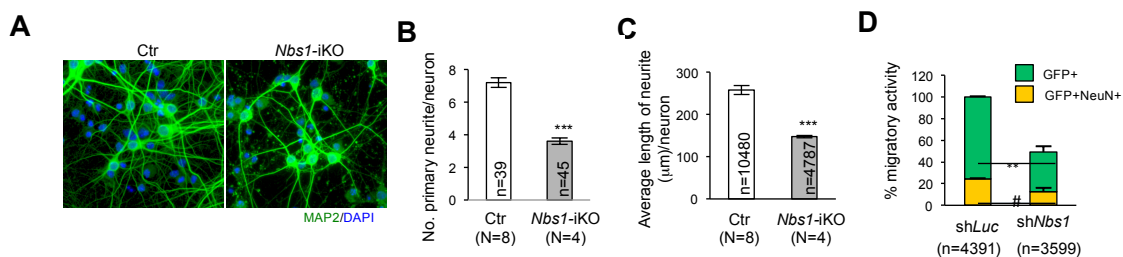 A
Ctr
Nbs1-iKO
MAP2/DAPI
B
No. primary neurite/neuron
8
6
4
2
0
***
n=39
n=45
Ctr
(N=8)
Nbs1-iKO
(N=4)
C
Average length of neurite
(µm)/neuron
300
200
100
0
***
n=10480
n=4787
Ctr
(N=8)
Nbs1-iKO
(N=4)
D
GFP+
GFP+NeuN+
% migratory activity
120
100
80
60
40
20
0
**
#
shLuc
(n=4391)
shNbs1
(n=3599)